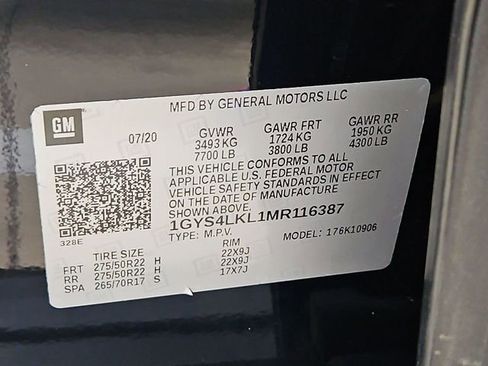 MFD BY GENERAL MOTORS LLC
GM
07/20 GVWR GAWR FRT GAWR RR
3493 KG 1724 KG 1950 KG
7700 LB 3800 LB 4300 LB
THIS VEHICLE CONFORMS TO ALL
APPLICABLE U.S. FEDERAL MOTOR
VEHICLE SAFETY STANDARDS IN EFFECT
ON THE DATE OF MANUFACTURE
SHOWN ABOVE.
1GYS4LKL1MR116387
328E
TYPE: M.P.V. MODEL: 176K10906
TIRE SIZE RIM
FRT 275/50R22 H 22X9J
RR 275/50R22 H 22X9J
SPA 265/70R17 S 17X7J